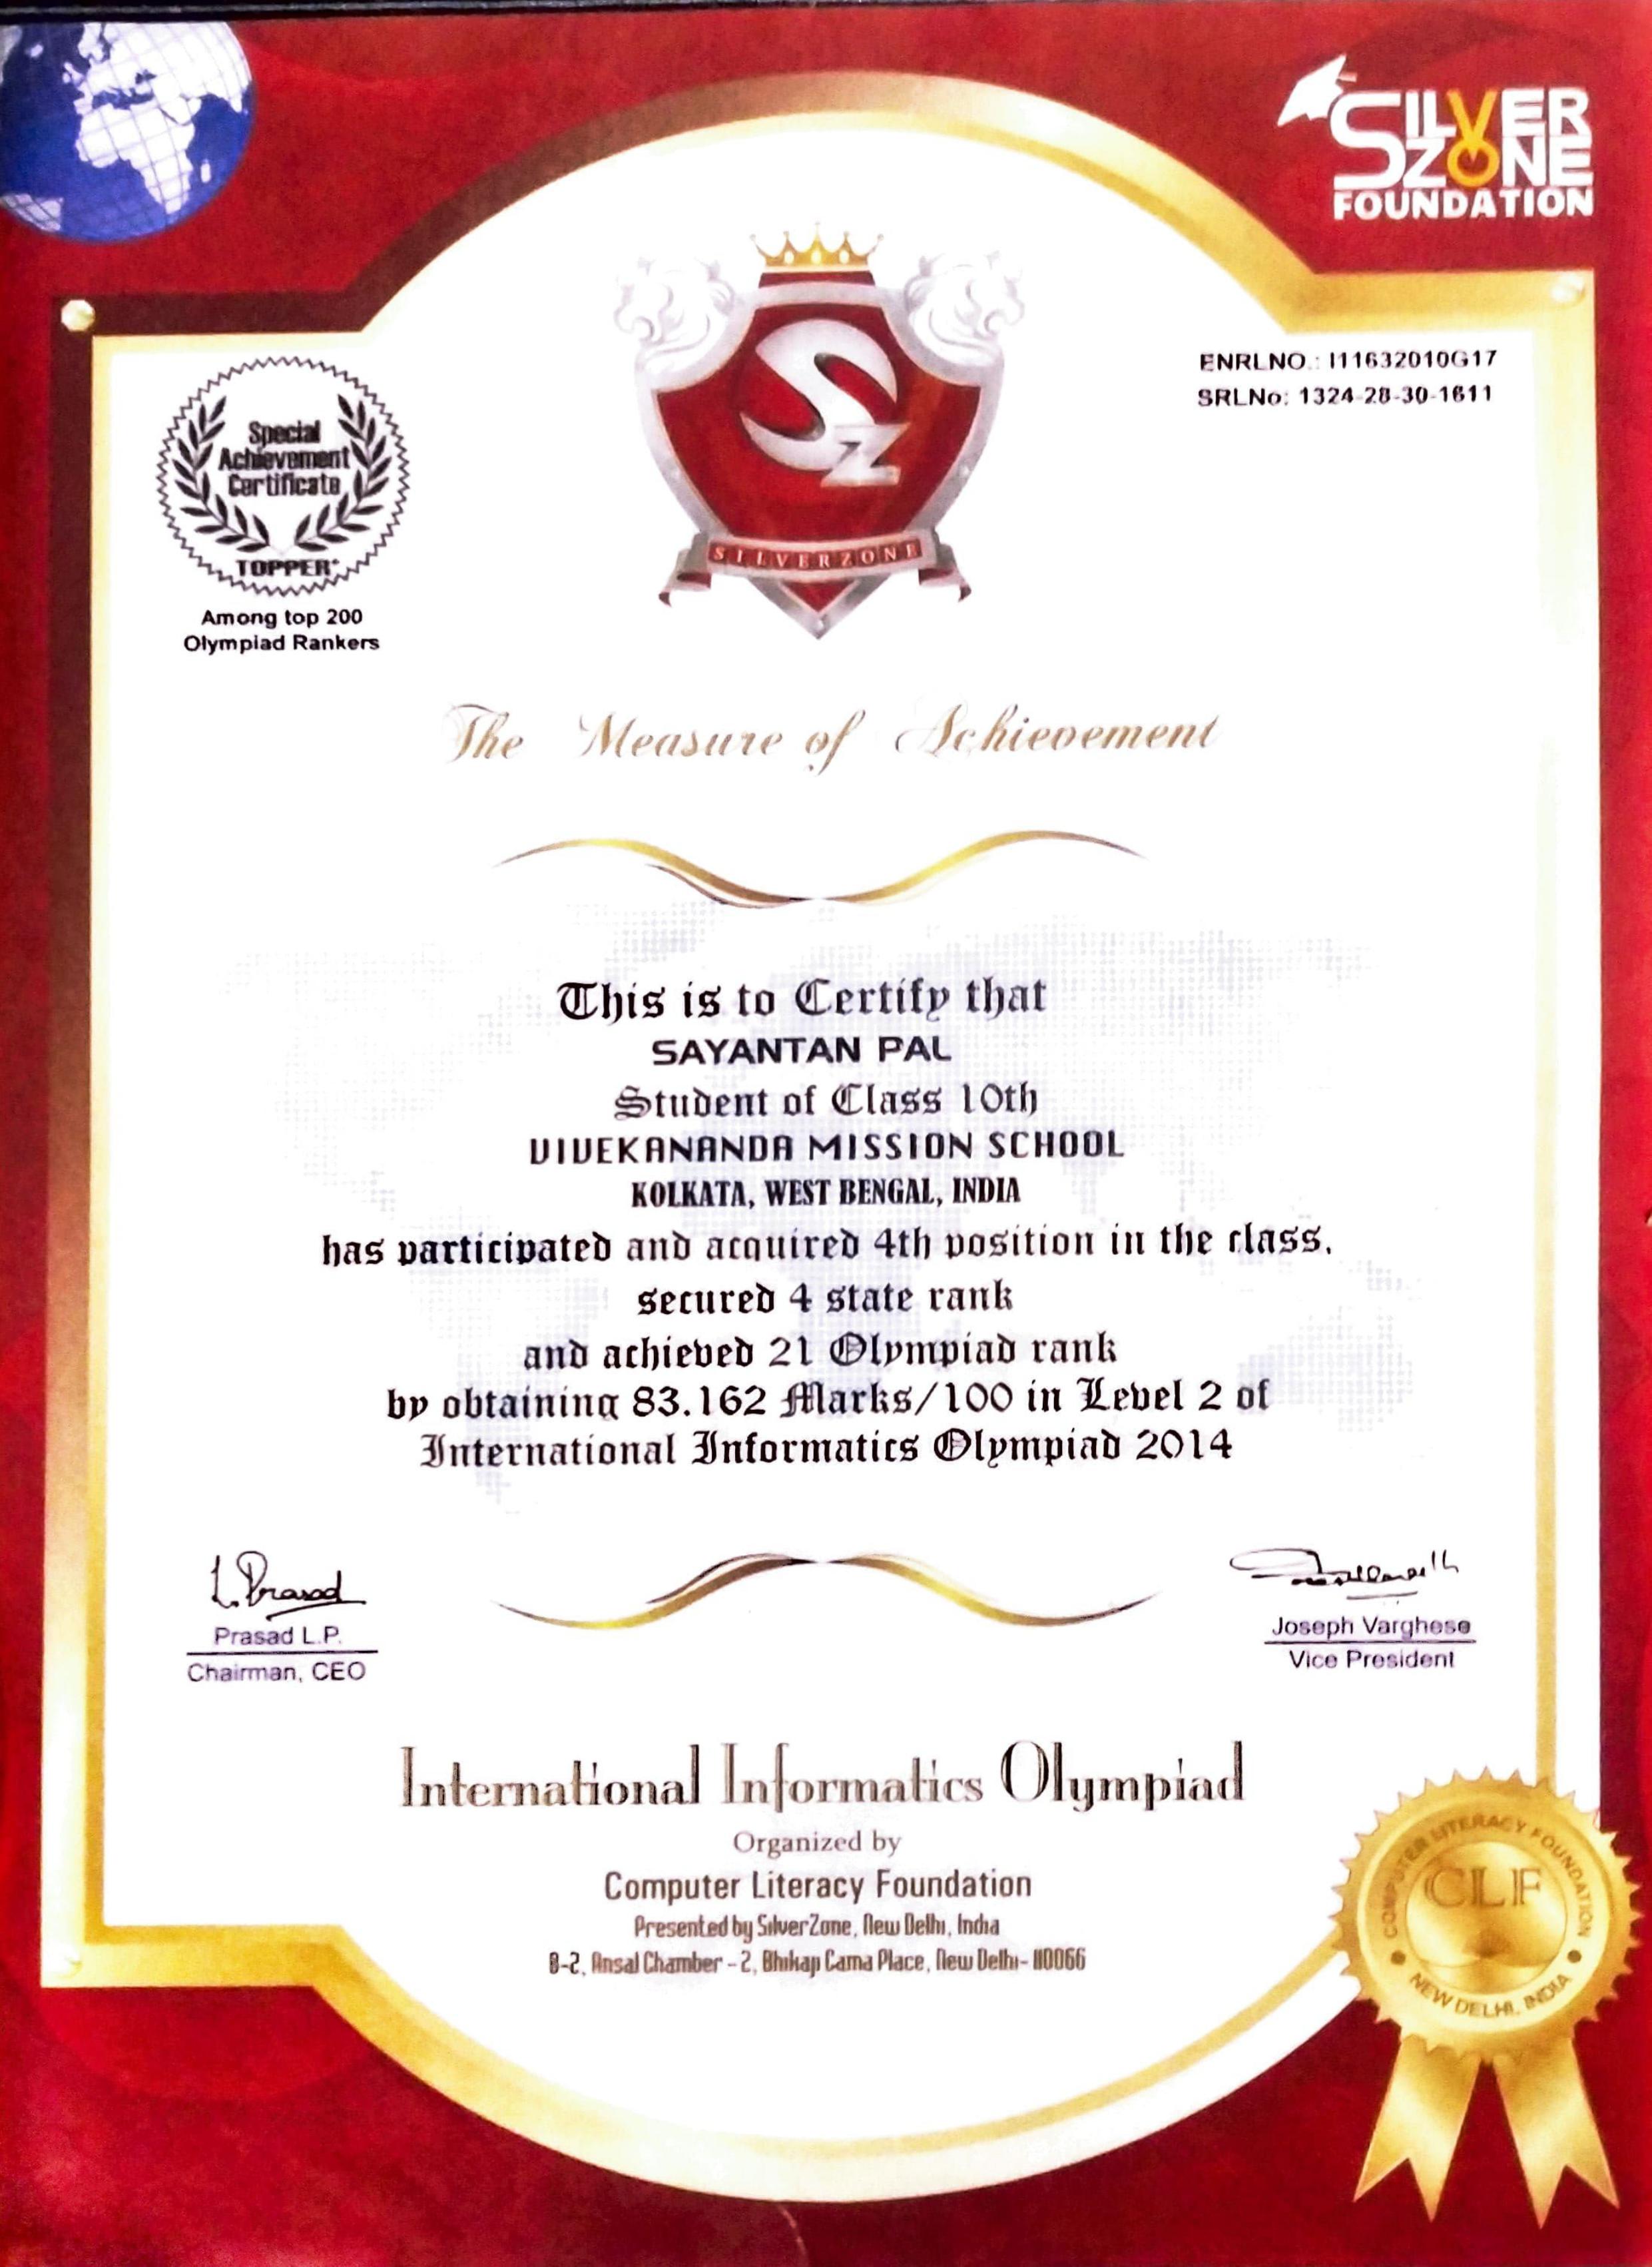 SILVER
ZONE
FOUNDATION
ENRLNO.: I11632010G17
SRLNo: 1324-28-30-1611
Special
Achievement
Certificate
TOPPER*
Among top 200
Olympiad Rankers
SZ
SILVERZONE
The Measure of Achievement
This is to Certify that
SAYANTAN PAL
Student of Class 10th
VIVEKANANDA MISSION SCHOOL
KOLKATA, WEST BENGAL, INDIA
has participated and acquired 4th position in the class,
secured 4 state rank
and achieved 21 Olympiad rank
by obtaining 83.162 Marks/100 in Level 2 of
International Informatics Olympiad 2014
L. Prasad
Prasad L.P.
Chairman, CEO
Joseph Varghese
Vice President
International Informatics Olympiad
Organized by
Computer Literacy Foundation
Presented by SilverZone, New Delhi, India
B-2, Ansal Chamber - 2, Bhikaji Cama Place, New Delhi- 110066
COMPUTER LITERACY FOUNDATION
CLF
NEW DELHI, INDIA